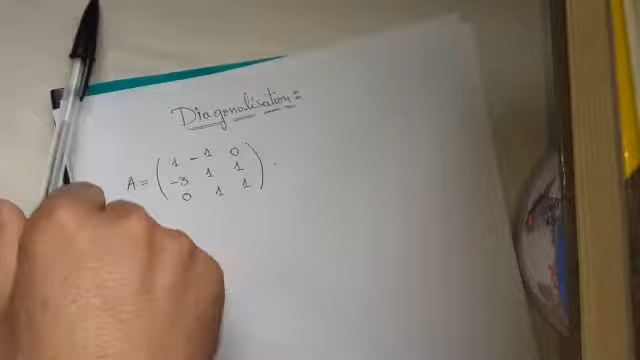 Diagonalisation:
1 -1 0
A = ( -3 1 1 ) .
0 1 1